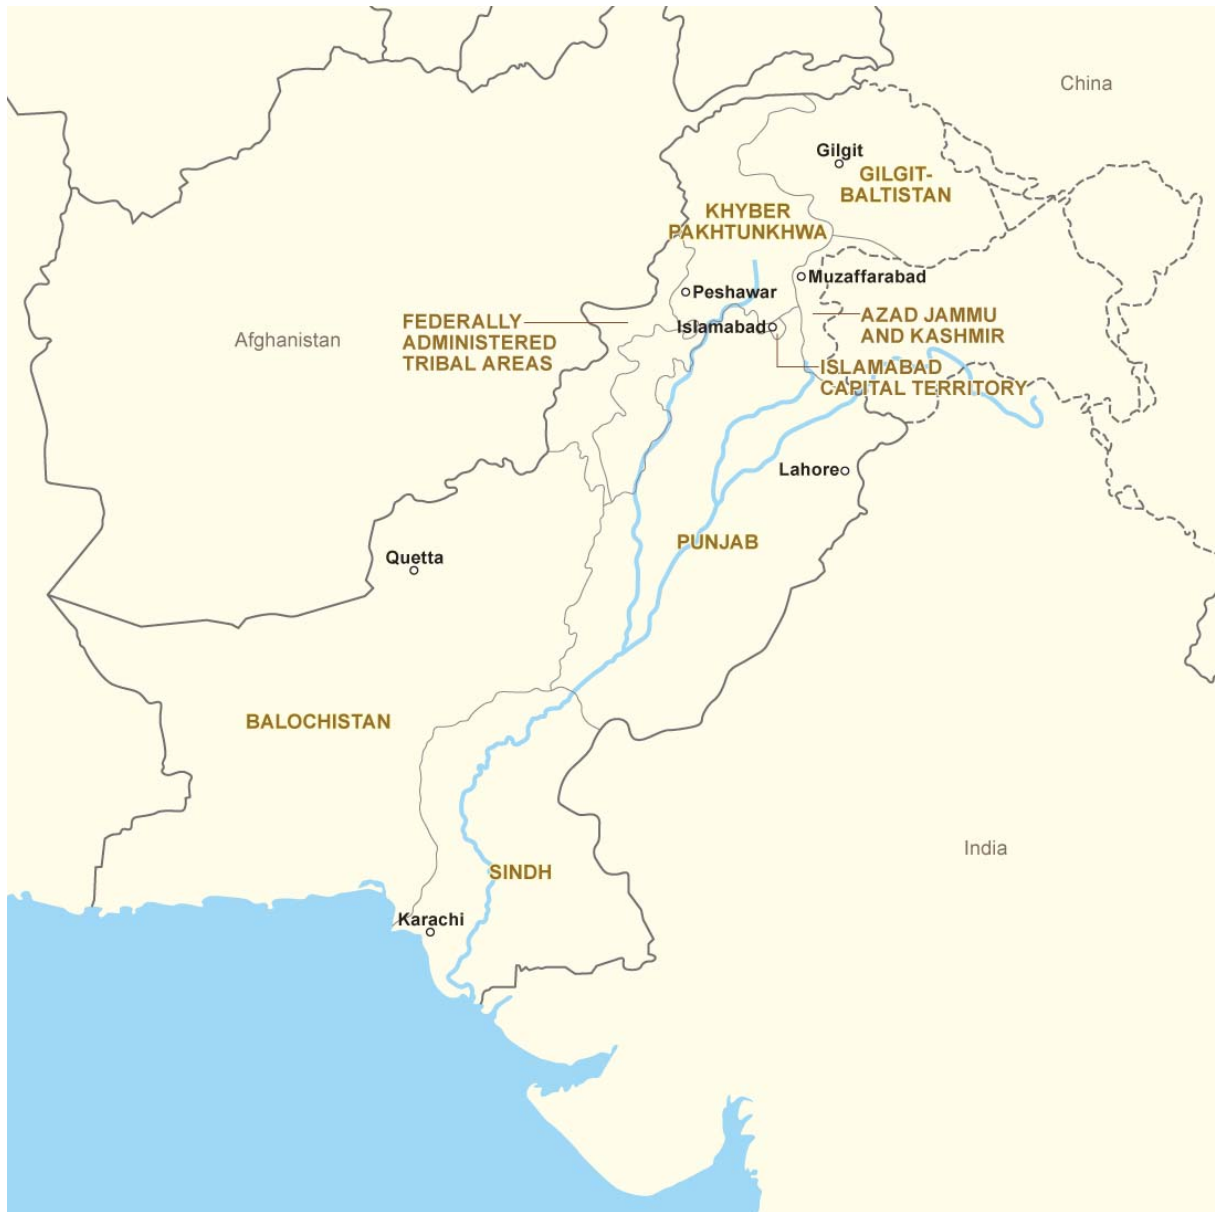 China
Gilgit
GILGIT-
BALTISTAN
KHYBER
PAKHTUNKHWA
Muzaffarabad
Peshawar
FEDERALLY
ADMINISTERED
TRIBAL AREAS
Islamabad
AZAD JAMMU
AND KASHMIR
Afghanistan
ISLAMABAD
CAPITAL TERRITORY
Lahore
PUNJAB
Quetta
BALOCHISTAN
India
SINDH
Karachi